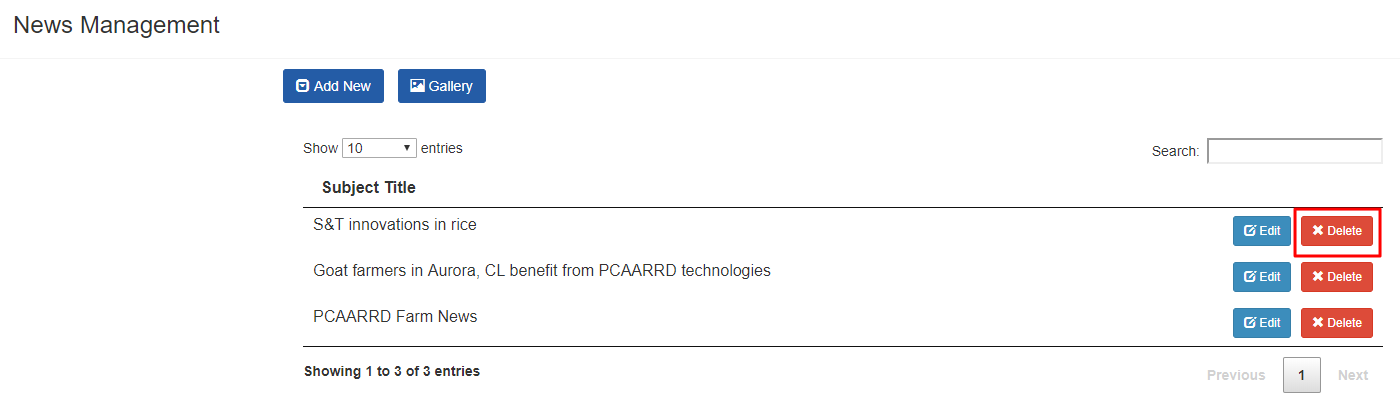 News Management
Add New Gallery
Show 10 entries Search:
Subject Title
S&T innovations in rice Edit Delete
Goat farmers in Aurora, CL benefit from PCAARRD technologies Edit Delete
PCAARRD Farm News Edit Delete
Showing 1 to 3 of 3 entries Previous 1 Next